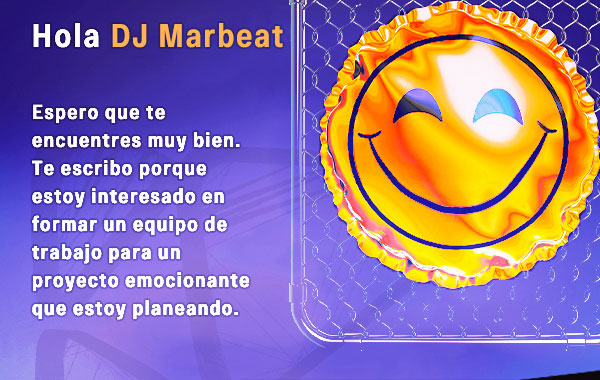 Hola DJ Marbeat
Espero que te
encuentres muy bien.
Te escribo porque
estoy interesado en
formar un equipo de
trabajo para un
proyecto emocionante
que estoy planeando.